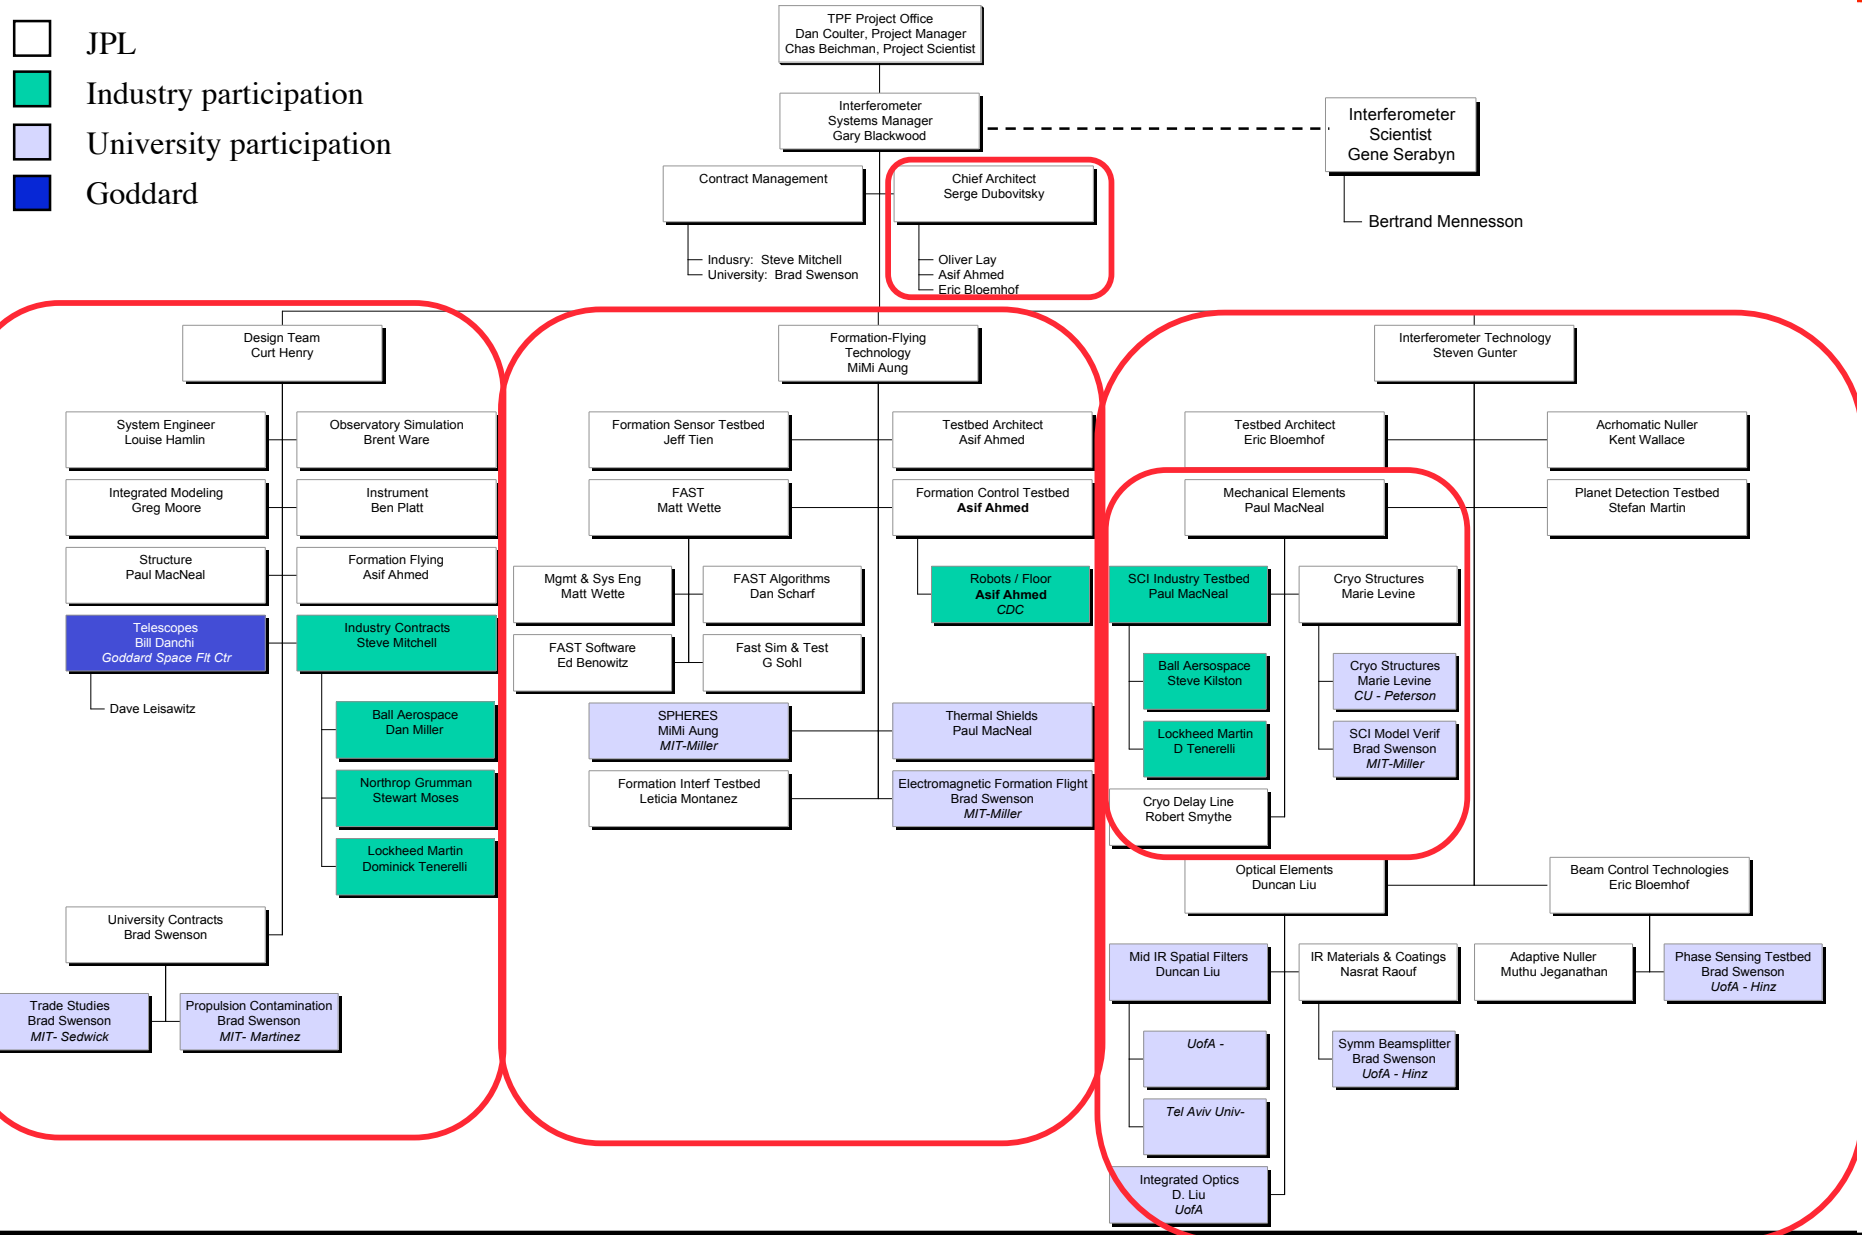 JPL
Industry participation
University participation
Goddard
TPF Project Office
Dan Coulter, Project Manager
Chas Beichman, Project Scientist
Interferometer
Systems Manager
Gary Blackwood
Interferometer
Scientist
Gene Serabyn
Bertrand Mennesson
Contract Management
Indusry: Steve Mitchell
University: Brad Swenson
Chief Architect
Serge Dubovitsky
Oliver Lay
Asif Ahmed
Eric Bloemhof
Design Team
Curt Henry
System Engineer
Louise Hamlin
Observatory Simulation
Brent Ware
Integrated Modeling
Greg Moore
Instrument
Ben Platt
Structure
Paul MacNeal
Formation Flying
Asif Ahmed
Telescopes
Bill Danchi
Goddard Space Flt Ctr
Dave Leisawitz
Industry Contracts
Steve Mitchell
Ball Aerospace
Dan Miller
Northrop Grumman
Stewart Moses
Lockheed Martin
Dominick Tenerelli
University Contracts
Brad Swenson
Trade Studies
Brad Swenson
MIT- Sedwick
Propulsion Contamination
Brad Swenson
MIT- Martinez
Formation-Flying
Technology
MiMi Aung
Formation Sensor Testbed
Jeff Tien
Testbed Architect
Asif Ahmed
FAST
Matt Wette
Formation Control Testbed
Asif Ahmed
Mgmt & Sys Eng
Matt Wette
FAST Algorithms
Dan Scharf
Robots / Floor
Asif Ahmed
CDC
FAST Software
Ed Benowitz
Fast Sim & Test
G Sohl
SPHERES
MiMi Aung
MIT-Miller
Thermal Shields
Paul MacNeal
Formation Interf Testbed
Leticia Montanez
Electromagnetic Formation Flight
Brad Swenson
MIT-Miller
Interferometer Technology
Steven Gunter
Testbed Architect
Eric Bloemhof
Acrhomatic Nuller
Kent Wallace
Mechanical Elements
Paul MacNeal
Planet Detection Testbed
Stefan Martin
SCI Industry Testbed
Paul MacNeal
Cryo Structures
Marie Levine
Ball Aersospace
Steve Kilston
Cryo Structures
Marie Levine
CU - Peterson
Lockheed Martin
D Tenerelli
SCI Model Verif
Brad Swenson
MIT-Miller
Cryo Delay Line
Robert Smythe
Optical Elements
Duncan Liu
Beam Control Technologies
Eric Bloemhof
Mid IR Spatial Filters
Duncan Liu
IR Materials & Coatings
Nasrat Raouf
Adaptive Nuller
Muthu Jeganathan
Phase Sensing Testbed
Brad Swenson
UofA - Hinz
UofA -
Symm Beamsplitter
Brad Swenson
UofA - Hinz
Tel Aviv Univ-
Integrated Optics
D. Liu
UofA